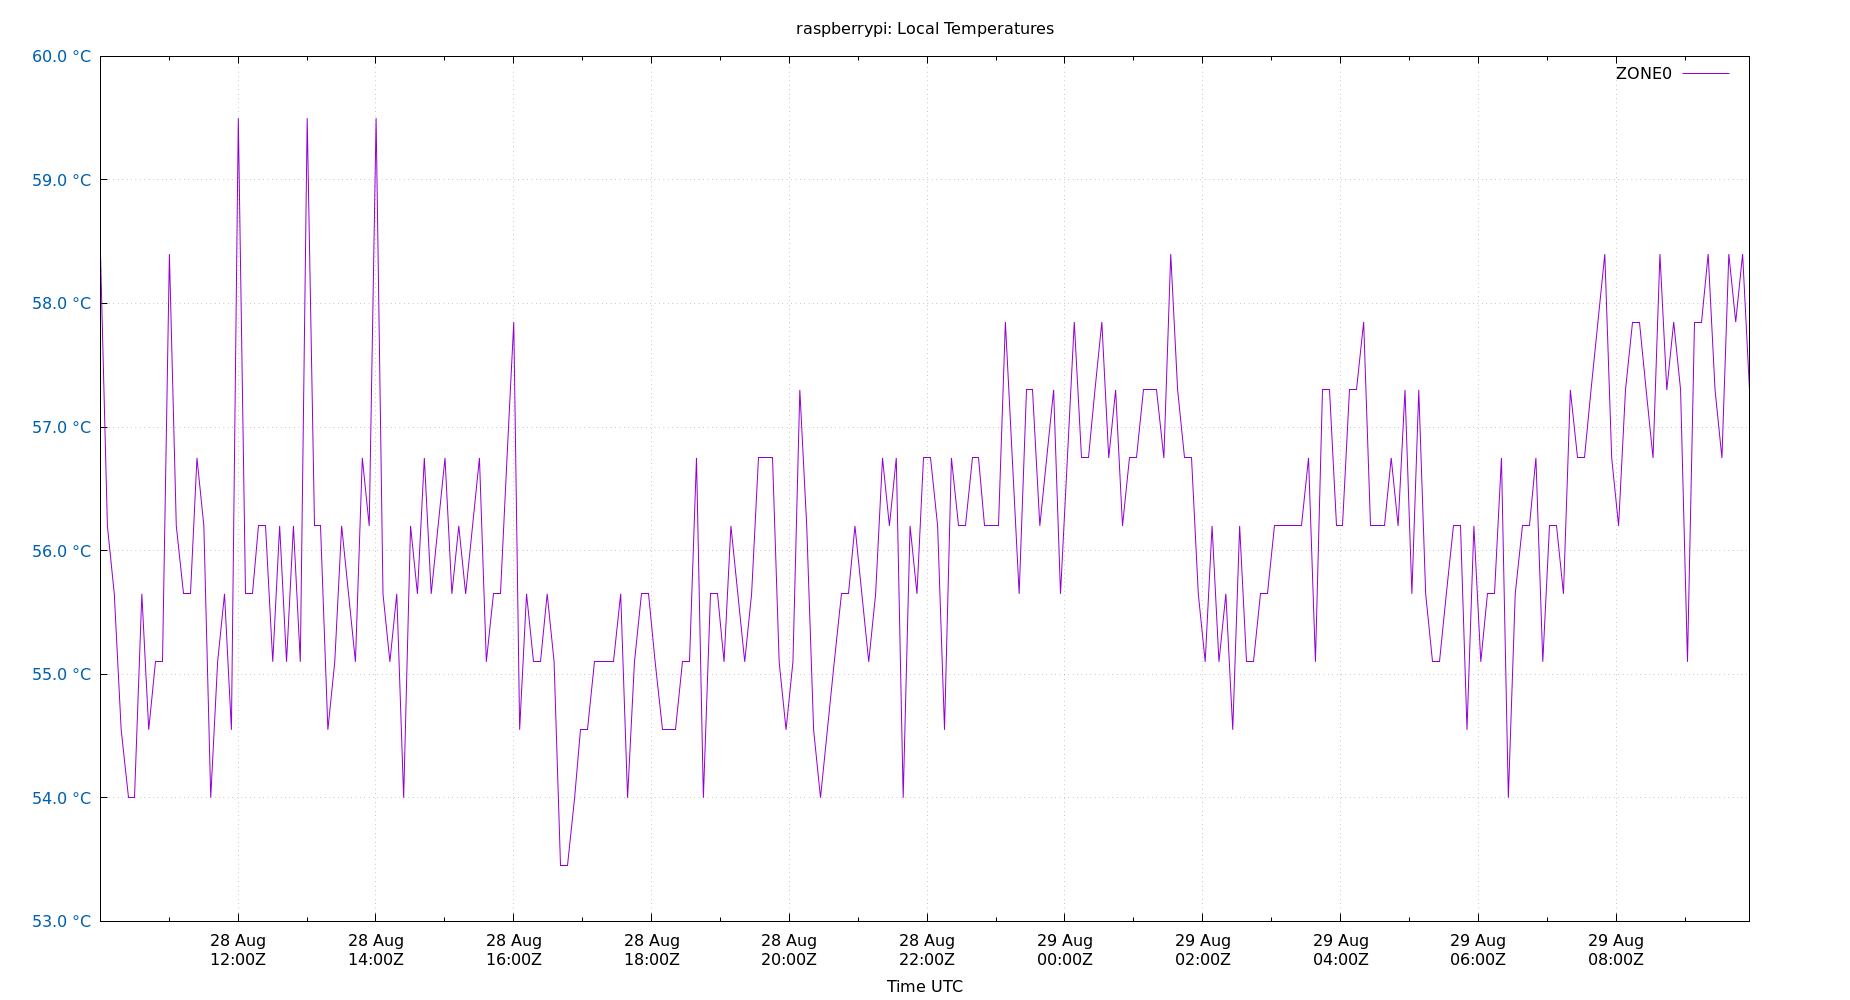 raspberrypi: Local Temperatures
60.0 °C
59.0 °C
58.0 °C
57.0 °C
56.0 °C
55.0 °C
54.0 °C
53.0 °C
ZONE0
28 Aug 28 Aug 28 Aug 28 Aug 28 Aug 28 Aug 29 Aug 29 Aug 29 Aug 29 Aug 29 Aug
12:00Z 14:00Z 16:00Z 18:00Z 20:00Z 22:00Z 00:00Z 02:00Z 04:00Z 06:00Z 08:00Z
Time UTC